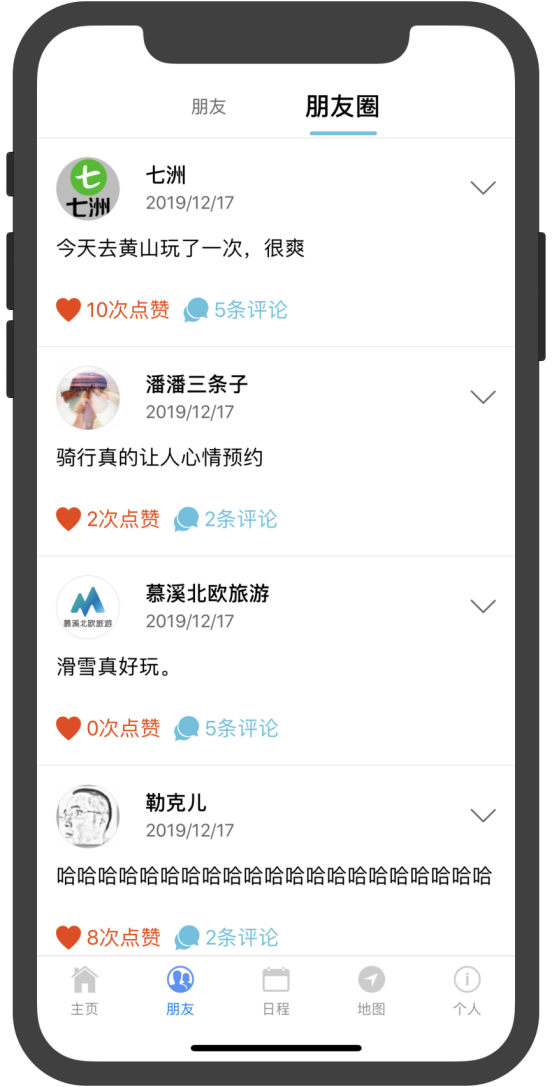 朋友
朋友圈
七
七洲
七洲
2019/12/17
今天去黄山玩了一次，很爽
10次点赞
5条评论
潘潘三条子
2019/12/17
骑行真的让人心情预约
2次点赞
2条评论
慕溪北欧旅游
慕溪北欧旅游
2019/12/17
滑雪真好玩。
0次点赞
5条评论
勒克儿
2019/12/17
哈哈哈哈哈哈哈哈哈哈哈哈哈哈哈哈哈哈哈哈哈
8次点赞
2条评论
主页
朋友
日程
地图
个人